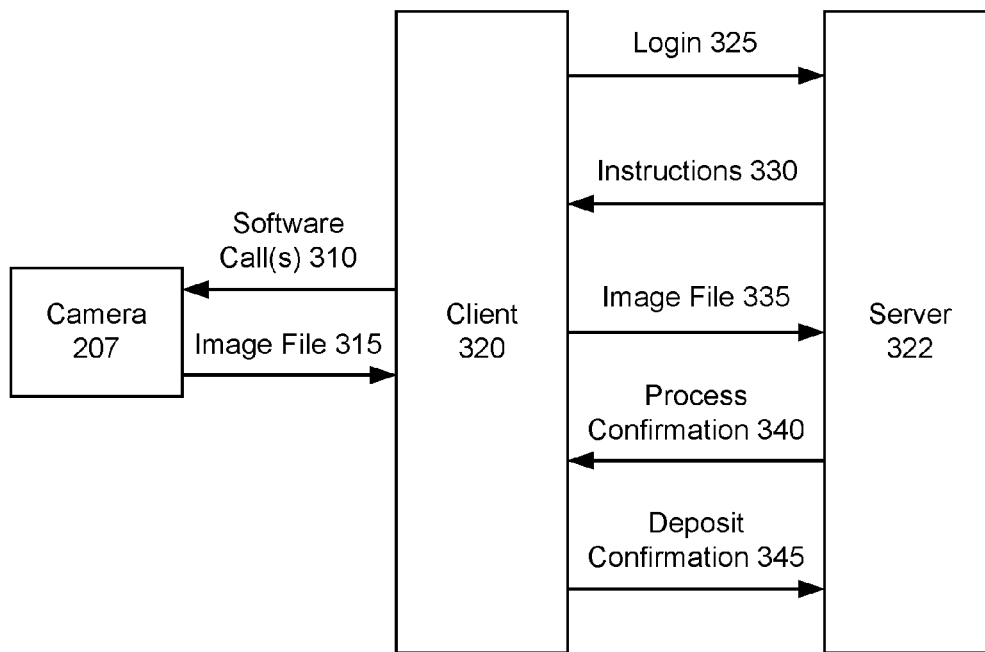 Login 325
Instructions 330
Software
Call(s) 310
Camera
207
Image File 315
Client
320
Image File 335
Server
322
Process
Confirmation 340
Deposit
Confirmation 345